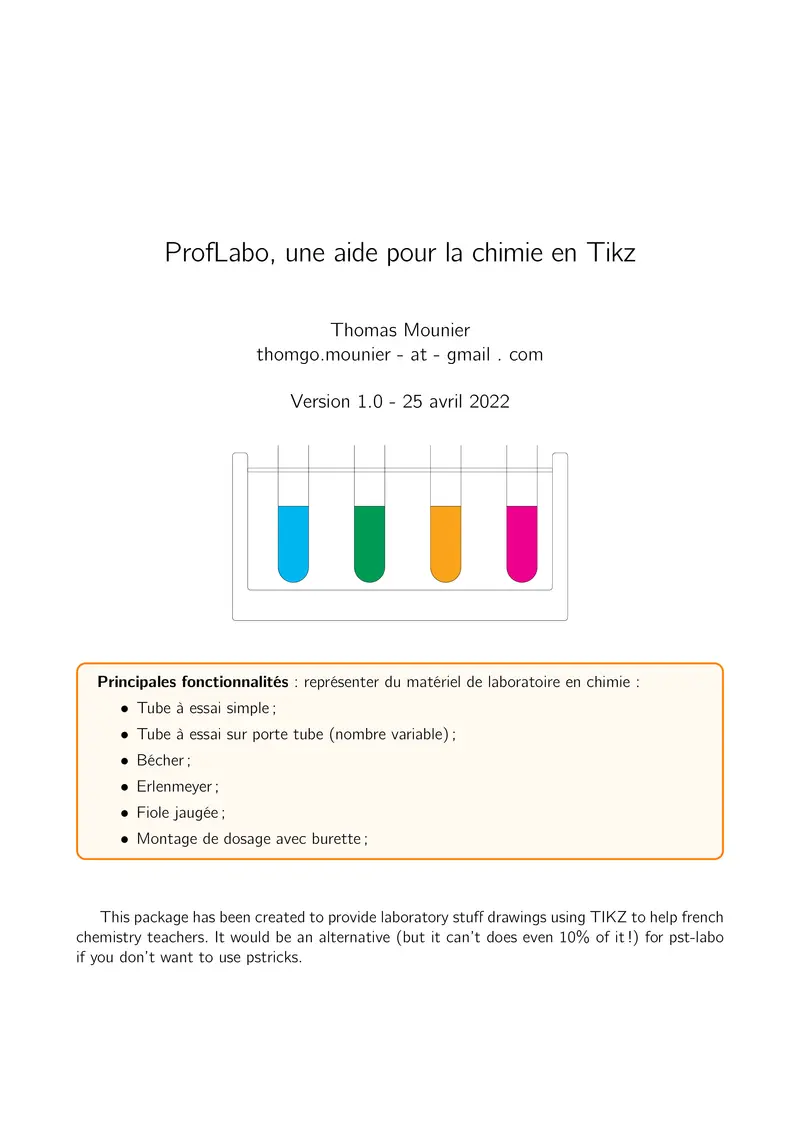 ProfLabo, une aide pour la chimie en Tikz
Thomas Mounier
thomgo.mounier - at - gmail . com
Version 1.0 - 25 avril 2022
Principales fonctionnalités : représenter du matériel de laboratoire en chimie :
• Tube à essai simple ;
• Tube à essai sur porte tube (nombre variable) ;
• Bécher ;
• Erlenmeyer ;
• Fiole jaugée ;
• Montage de dosage avec burette ;
This package has been created to provide laboratory stuff drawings using TIKZ to help french
chemistry teachers. It would be an alternative (but it can't does even 10% of it !) for pst-labo
if you don't want to use pstricks.